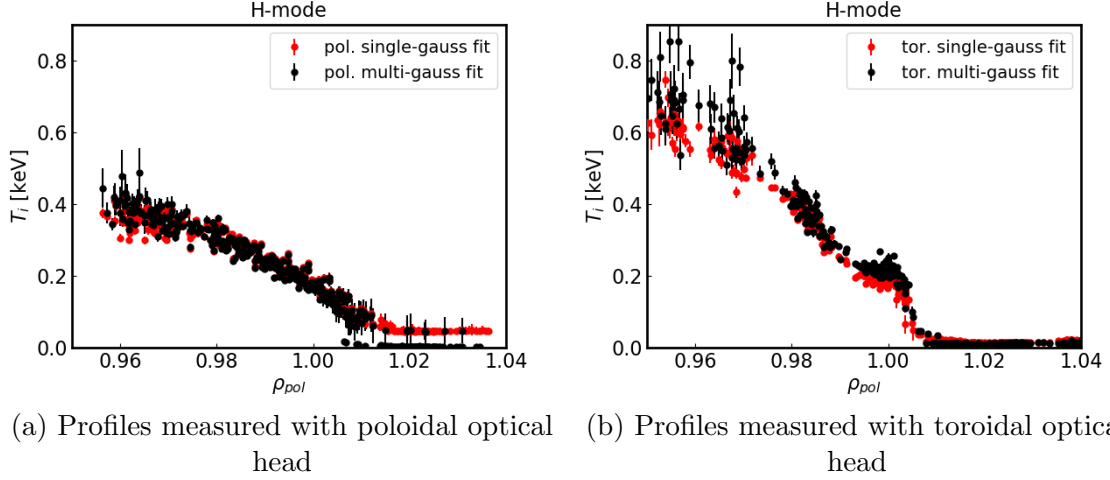 H-mode
pol. single-gauss fit
pol. multi-gauss fit
T_i [keV]
0.8
0.6
0.4
0.2
0.0
0.96 0.98 1.00 1.02 1.04
ρ_pol
(a) Profiles measured with poloidal optical
head
H-mode
tor. single-gauss fit
tor. multi-gauss fit
T_i [keV]
0.8
0.6
0.4
0.2
0.0
0.96 0.98 1.00 1.02 1.04
ρ_pol
(b) Profiles measured with toroidal optica
head